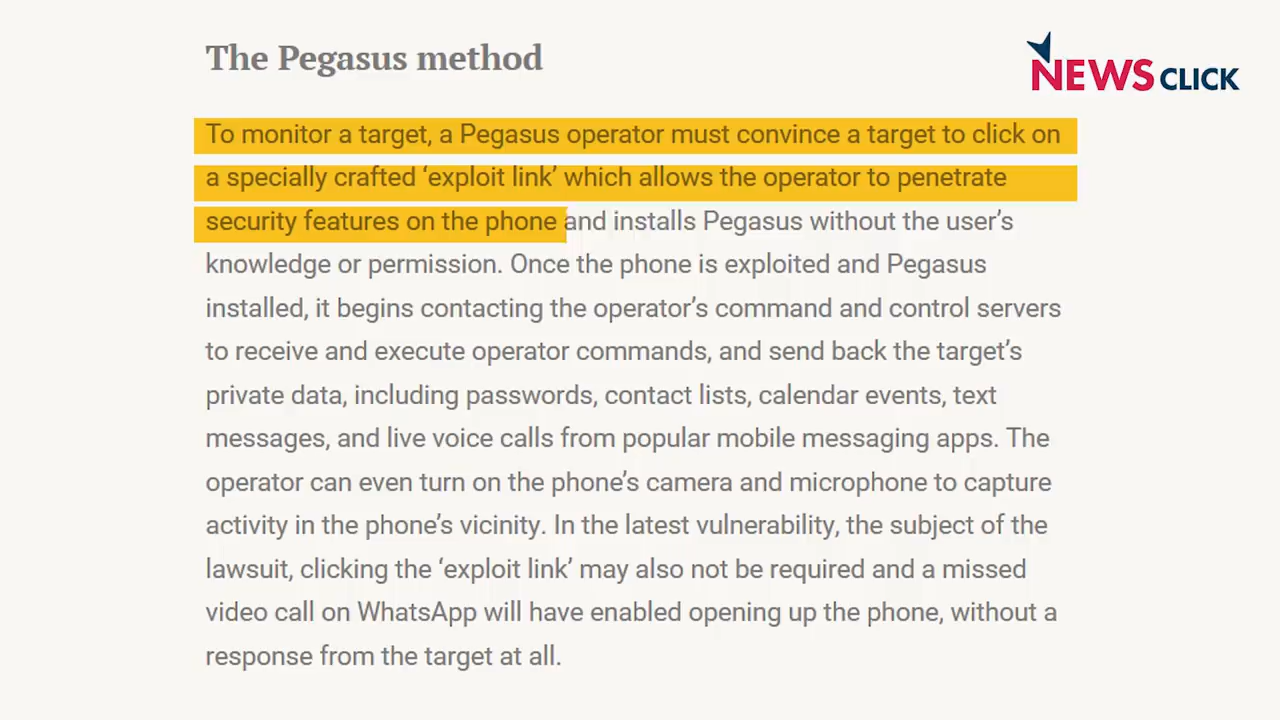 The Pegasus method
NEWS CLICK
To monitor a target, a Pegasus operator must convince a target to click on
a specially crafted ‘exploit link’ which allows the operator to penetrate
security features on the phone and installs Pegasus without the user’s
knowledge or permission. Once the phone is exploited and Pegasus
installed, it begins contacting the operator’s command and control servers
to receive and execute operator commands, and send back the target’s
private data, including passwords, contact lists, calendar events, text
messages, and live voice calls from popular mobile messaging apps. The
operator can even turn on the phone’s camera and microphone to capture
activity in the phone’s vicinity. In the latest vulnerability, the subject of the
lawsuit, clicking the ‘exploit link’ may also not be required and a missed
video call on WhatsApp will have enabled opening up the phone, without a
response from the target at all.